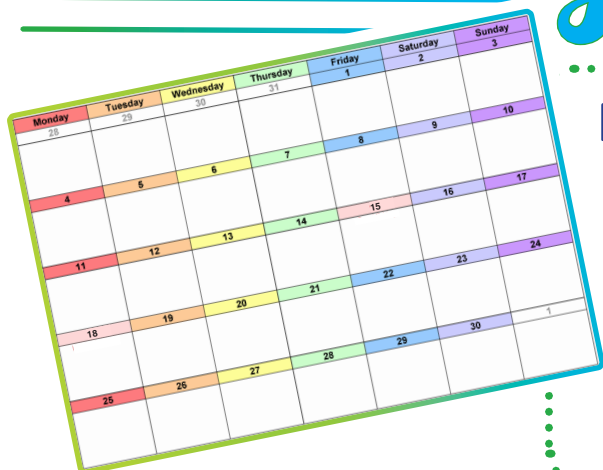 Monday Tuesday Wednesday Thursday Friday Saturday Sunday
28 29 30 31 1 2 3
4 5 6 7 8 9 10
11 12 13 14 15 16 17
18 19 20 21 22 23 24
25 26 27 28 29 30 1